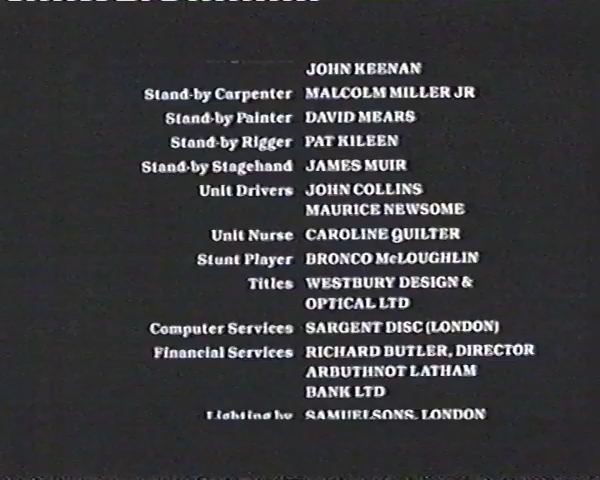 JOHN KEENAN
Stand-by Carpenter MALCOLM MILLER JR
Stand-by Painter DAVID MEARS
Stand-by Rigger PAT KILEEN
Stand-by Stagehand JAMES MUIR
Unit Drivers JOHN COLLINS
MAURICE NEWSOME
Unit Nurse CAROLINE QUILTER
Stunt Player BRONCO McLOUGHLIN
Titles WESTBURY DESIGN &
OPTICAL LTD
Computer Services SARGENT DISC (LONDON)
Financial Services RICHARD BUTLER, DIRECTOR
ARBUTHNOT LATHAM
BANK LTD
Lighting by SAMUELSONS, LONDON